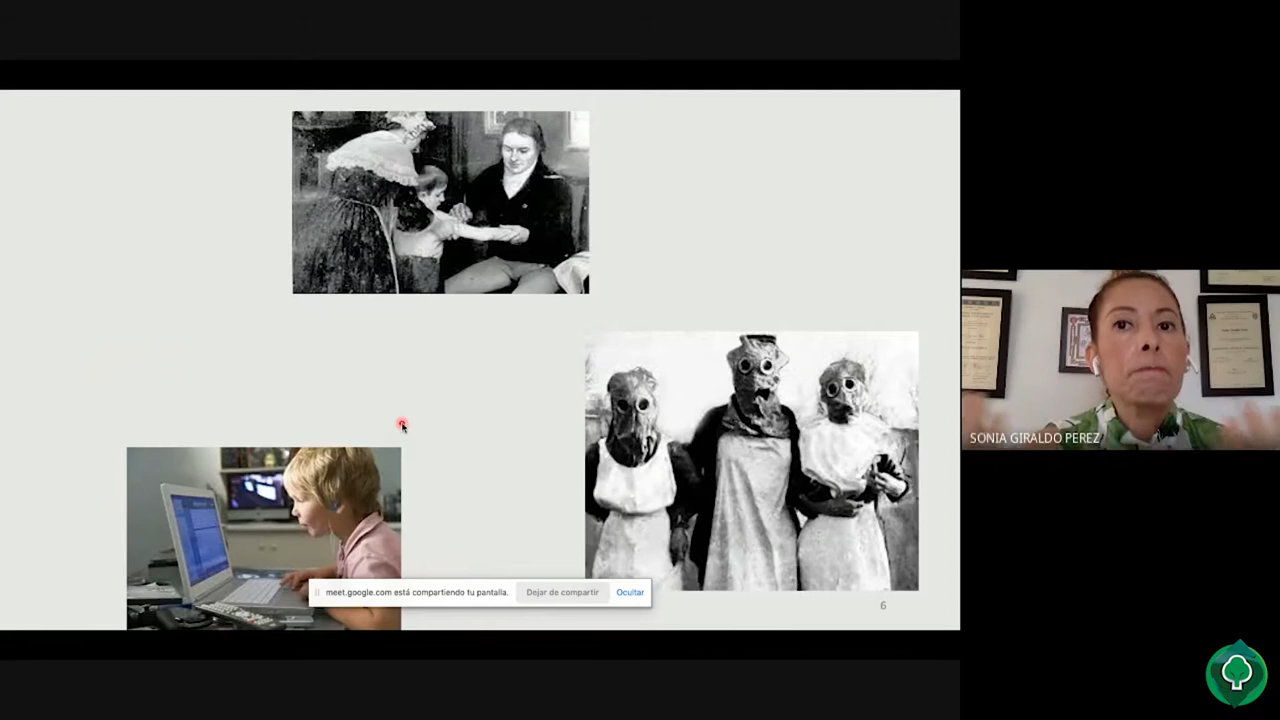 SONIA GIRALDO PEREZ
meet.google.com está compartiendo tu pantalla. Dejar de compartir Ocultar
6